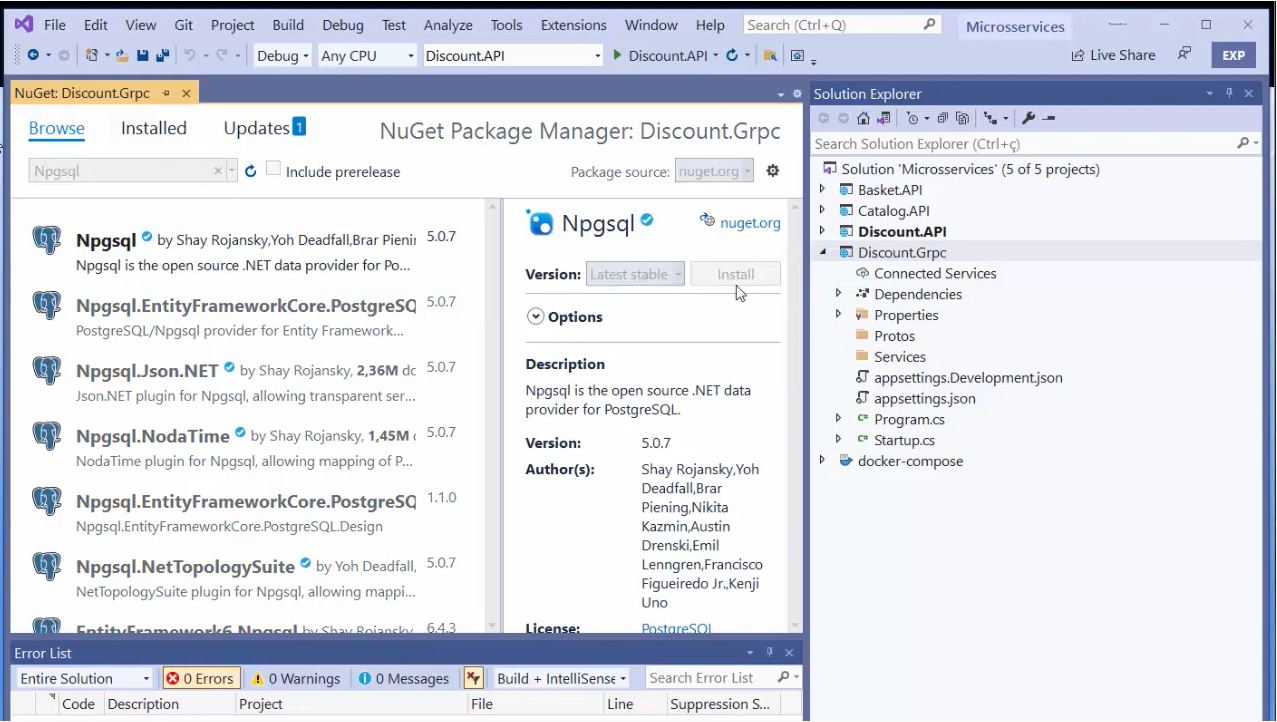 File Edit View Git Project Build Debug Test Analyze Tools Extensions Window Help Search (Ctrl+Q) Microsservices
Debug Any CPU Discount.API Discount.API Live Share EXP
NuGet: Discount.Grpc
Browse Installed Updates 1 NuGet Package Manager: Discount.Grpc
Npgsql Include prerelease Package source: nuget.org
Npgsql by Shay Rojansky,Yoh Deadfall,Brar Pienin 5.0.7
Npgsql is the open source .NET data provider for Po...
Npgsql.EntityFrameworkCore.PostgreSQ 5.0.7
PostgreSQL/Npgsql provider for Entity Framework...
Npgsql.Json.NET by Shay Rojansky, 2,36M dc 5.0.7
Json.NET plugin for Npgsql, allowing transparent ser...
Npgsql.NodaTime by Shay Rojansky, 1,45M d 5.0.7
NodaTime plugin for Npgsql, allowing mapping of P...
Npgsql.EntityFrameworkCore.PostgreSQ 1.1.0
Npgsql.EntityFrameworkCore.PostgreSQL.Design
Npgsql.NetTopologySuite by Yoh Deadfall, 5.0.7
NetTopologySuite plugin for Npgsql, allowing mappi...
EntityFramework6.Npgsql by Shay Rojansky, 6.4.3
Npgsql nuget.org
Version: Latest stable Install
Options
Description
Npgsql is the open source .NET data
provider for PostgreSQL.
Version: 5.0.7
Author(s): Shay Rojansky,Yoh
Deadfall,Brar
Piening,Nikita
Kazmin,Austin
Drenski,Emil
Lenngren,Francisco
Figueiredo Jr.,Kenji
Uno
License: PostgreSQL
Solution Explorer
Search Solution Explorer (Ctrl+ç)
Solution 'Microsservices' (5 of 5 projects)
Basket.API
Catalog.API
Discount.API
Discount.Grpc
Connected Services
Dependencies
Properties
Protos
Services
appsettings.Development.json
appsettings.json
C# Program.cs
C# Startup.cs
docker-compose
Error List
Entire Solution 0 Errors 0 Warnings 0 Messages Build + IntelliSense Search Error List
Code Description Project File Line Suppression S...